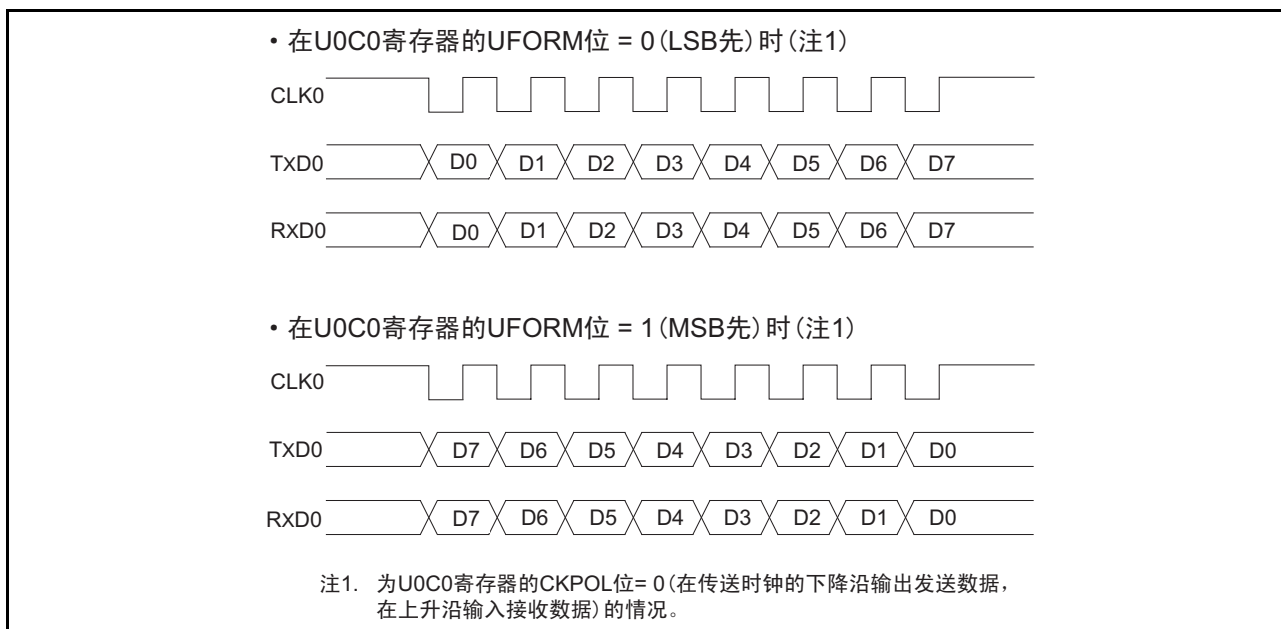 • 在U0C0寄存器的UFORM位 = 0(LSB先)时(注1)
CLK0
TXD0 D0 D1 D2 D3 D4 D5 D6 D7
RXD0 D0 D1 D2 D3 D4 D5 D6 D7
• 在U0C0寄存器的UFORM位 = 1(MSB先)时(注1)
CLK0
TXD0 D7 D6 D5 D4 D3 D2 D1 D0
RXD0 D7 D6 D5 D4 D3 D2 D1 D0
注1. 为U0C0寄存器的CKPOL位= 0(在传送时钟的下降沿输出发送数据，
在上升沿输入接收数据)的情况。